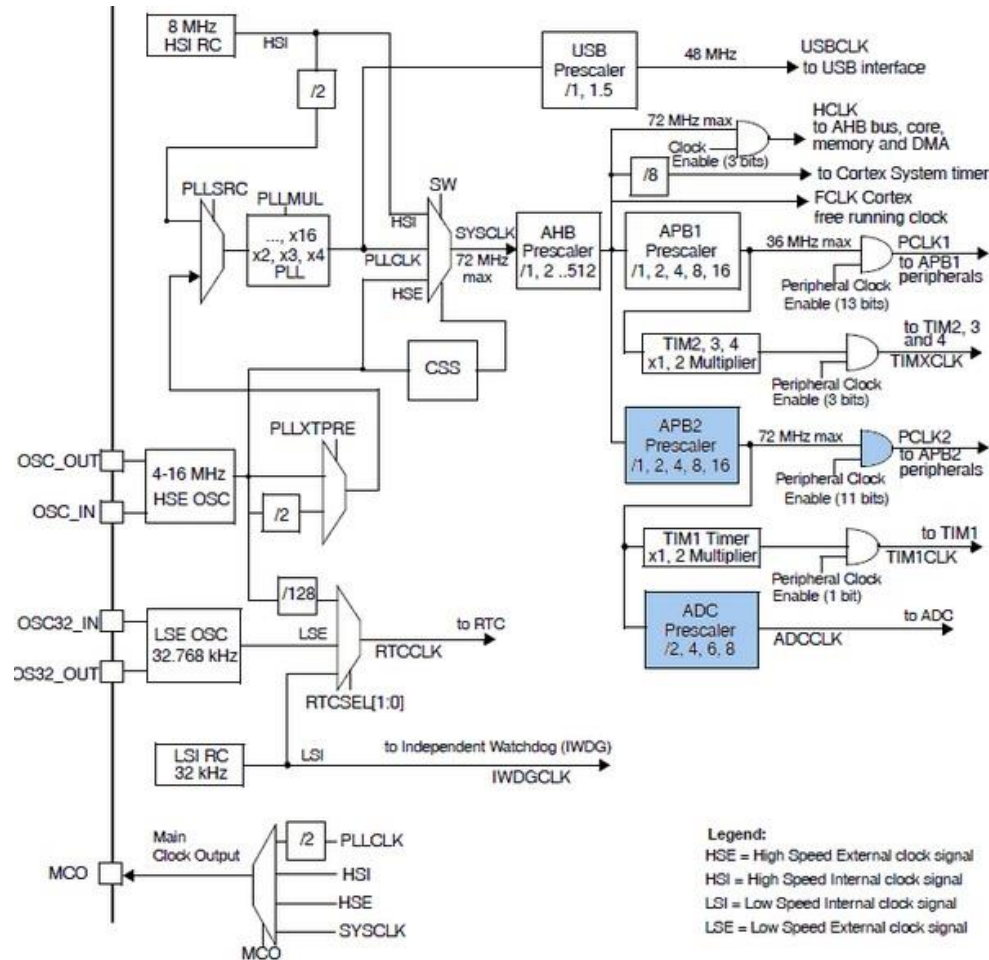 8 MHz
HSI RC
HSI
/2
USB
Prescaler
/1, 1.5
48 MHz
USBCLK
to USB interface
72 MHz max
Clock
Enable (3 bits)
HCLK
to AHB bus, core,
memory and DMA
/8
to Cortex System timer
FCLK Cortex
free running clock
PLLSRC
PLLMUL
..., x16
x2, x3, x4
PLL
SW
HSI
PLLCLK
HSE
SYSCLK
72 MHz
max
AHB
Prescaler
/1, 2 ..512
APB1
Prescaler
/1, 2, 4, 8, 16
36 MHz max
PCLK1
to APB1
peripherals
Peripheral Clock
Enable (13 bits)
TIM2, 3, 4
x1, 2 Multiplier
to TIM2, 3
and 4
TIMXCLK
Peripheral Clock
Enable (3 bits)
CSS
APB2
Prescaler
/1, 2, 4, 8, 16
72 MHz max
PCLK2
to APB2
peripherals
Peripheral Clock
Enable (11 bits)
PLLXTPRE
OSC_OUT
OSC_IN
4-16 MHz
HSE OSC
/2
TIM1 Timer
x1, 2 Multiplier
to TIM1
TIM1CLK
Peripheral Clock
Enable (1 bit)
/128
OSC32_IN
OS32_OUT
LSE OSC
32.768 kHz
LSE
to RTC
RTCCLK
RTCSEL[1:0]
ADC
Prescaler
/2, 4, 6, 8
to ADC
ADCCLK
LSI RC
32 kHz
LSI
to Independent Watchdog (IWDG)
IWDGCLK
Main
Clock Output
MCO
/2
PLLCLK
HSI
HSE
SYSCLK
MCO
Legend:
HSE = High Speed External clock signal
HSI = High Speed Internal clock signal
LSI = Low Speed Internal clock signal
LSE = Low Speed External clock signal